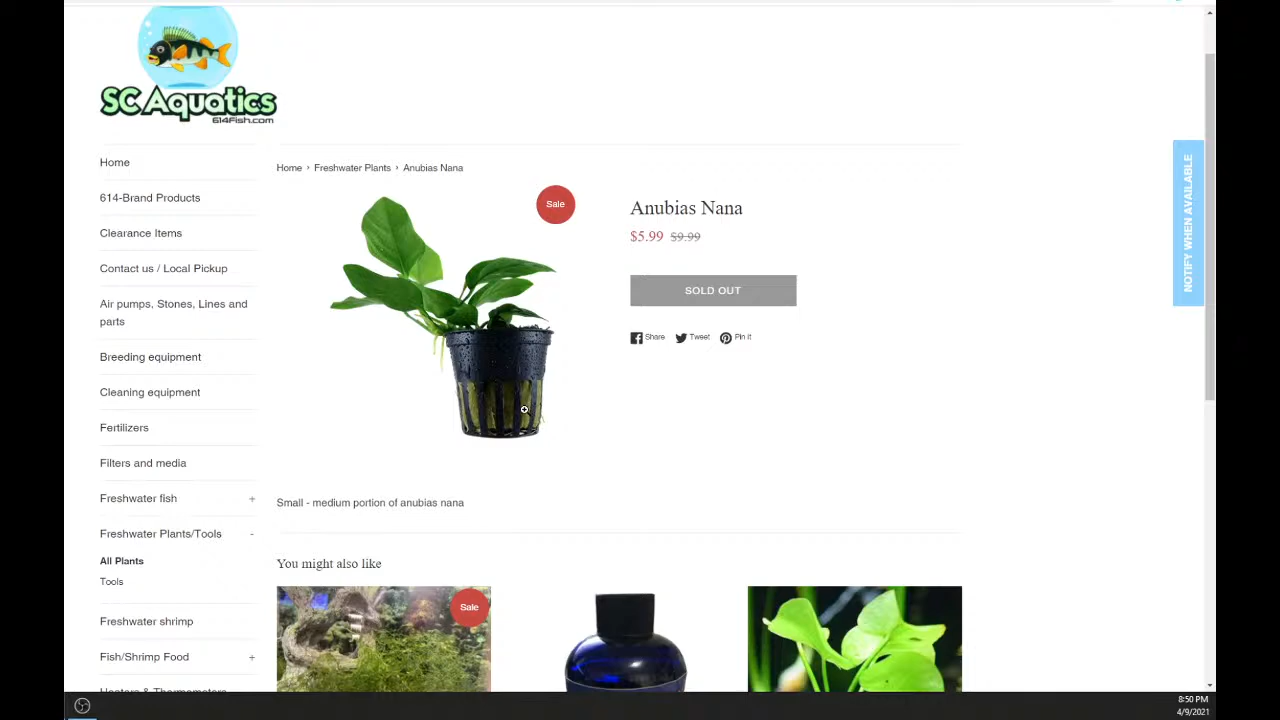 SC Aquatics
614Fish.com
Home
614-Brand Products
Clearance Items
Contact us / Local Pickup
Air pumps, Stones, Lines and
parts
Breeding equipment
Cleaning equipment
Fertilizers
Filters and media
Freshwater fish +
Freshwater Plants/Tools -
All Plants
Tools
Freshwater shrimp
Fish/Shrimp Food +
Heaters & Thermometers
Home › Freshwater Plants › Anubias Nana
Sale
Anubias Nana
$5.99 $9.99
SOLD OUT
Share Tweet Pin it
Small - medium portion of anubias nana
You might also like
Sale
NOTIFY WHEN AVAILABLE
8:50 PM
4/9/2021